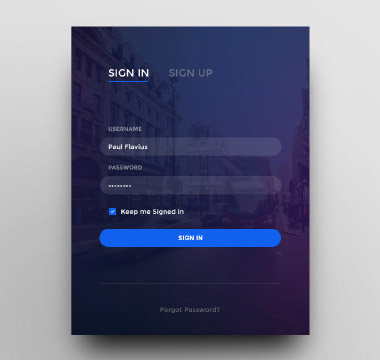 SIGN IN SIGN UP
USERNAME
Paul Flavius
PASSWORD
••••••••
Keep me Signed in
SIGN IN
Forgot Password?